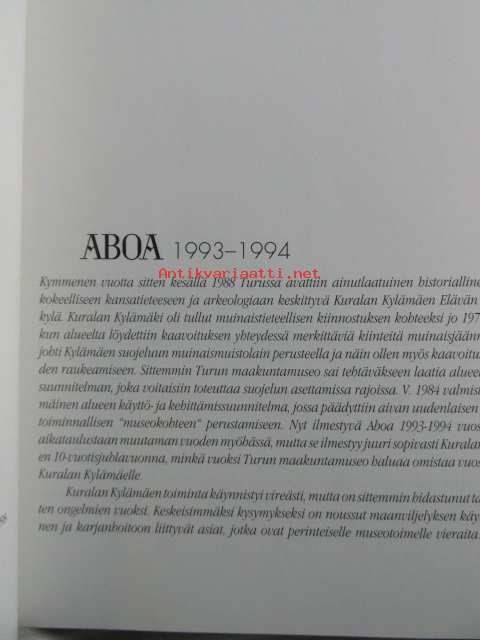 ABOA 1993–1994
Antikvariaatti.net
Kymmenen vuotta sitten kesällä 1988 Turussa avattiin ainutlaatuinen historialline
kokeelliseen kansatieteeseen ja arkeologiaan keskittyvä Kuralan Kylämäen Elävän
kylä. Kuralan Kylämäki oli tullut muinaistieteellisen kiinnostuksen kohteeksi jo 197
kun alueelta löydettiin kaavoituksen yhteydessä merkittäviä kiinteitä muinaisjäänn
johti Kylämäen suojeluun muinaismuistolain perusteella ja näin ollen myös kaavoitu
den raukeamiseen. Sittemmin Turun maakuntamuseo sai tehtäväkseen laatia alueel
suunnitelman, joka voitaisiin toteuttaa suojelun asettamissa rajoissa. V. 1984 valmist
mäinen alueen käyttö- ja kehittämissuunnitelma, jossa päädyttiin aivan uudenlaisen
toiminnallisen "museokohteen" perustamiseen. Nyt ilmestyvä Aboa 1993-1994 vuos
aikataulustaan muutaman vuoden myöhässä, mutta se ilmestyy juuri sopivasti Kuralan
en 10-vuotisjuhlavuonna, minkä vuoksi Turun maakuntamuseo haluaa omistaa vuos
Kuralan Kylämäelle.
Kuralan Kylämäen toiminta käynnistyi vireästi, mutta on sittemmin hidastunut ta
ten ongelmien vuoksi. Keskeisimmäksi kysymykseksi on noussut maanviljelyksen käy
nen ja karjanhoitoon liittyvät asiat, jotka ovat perinteiselle museotoimelle vieraita.